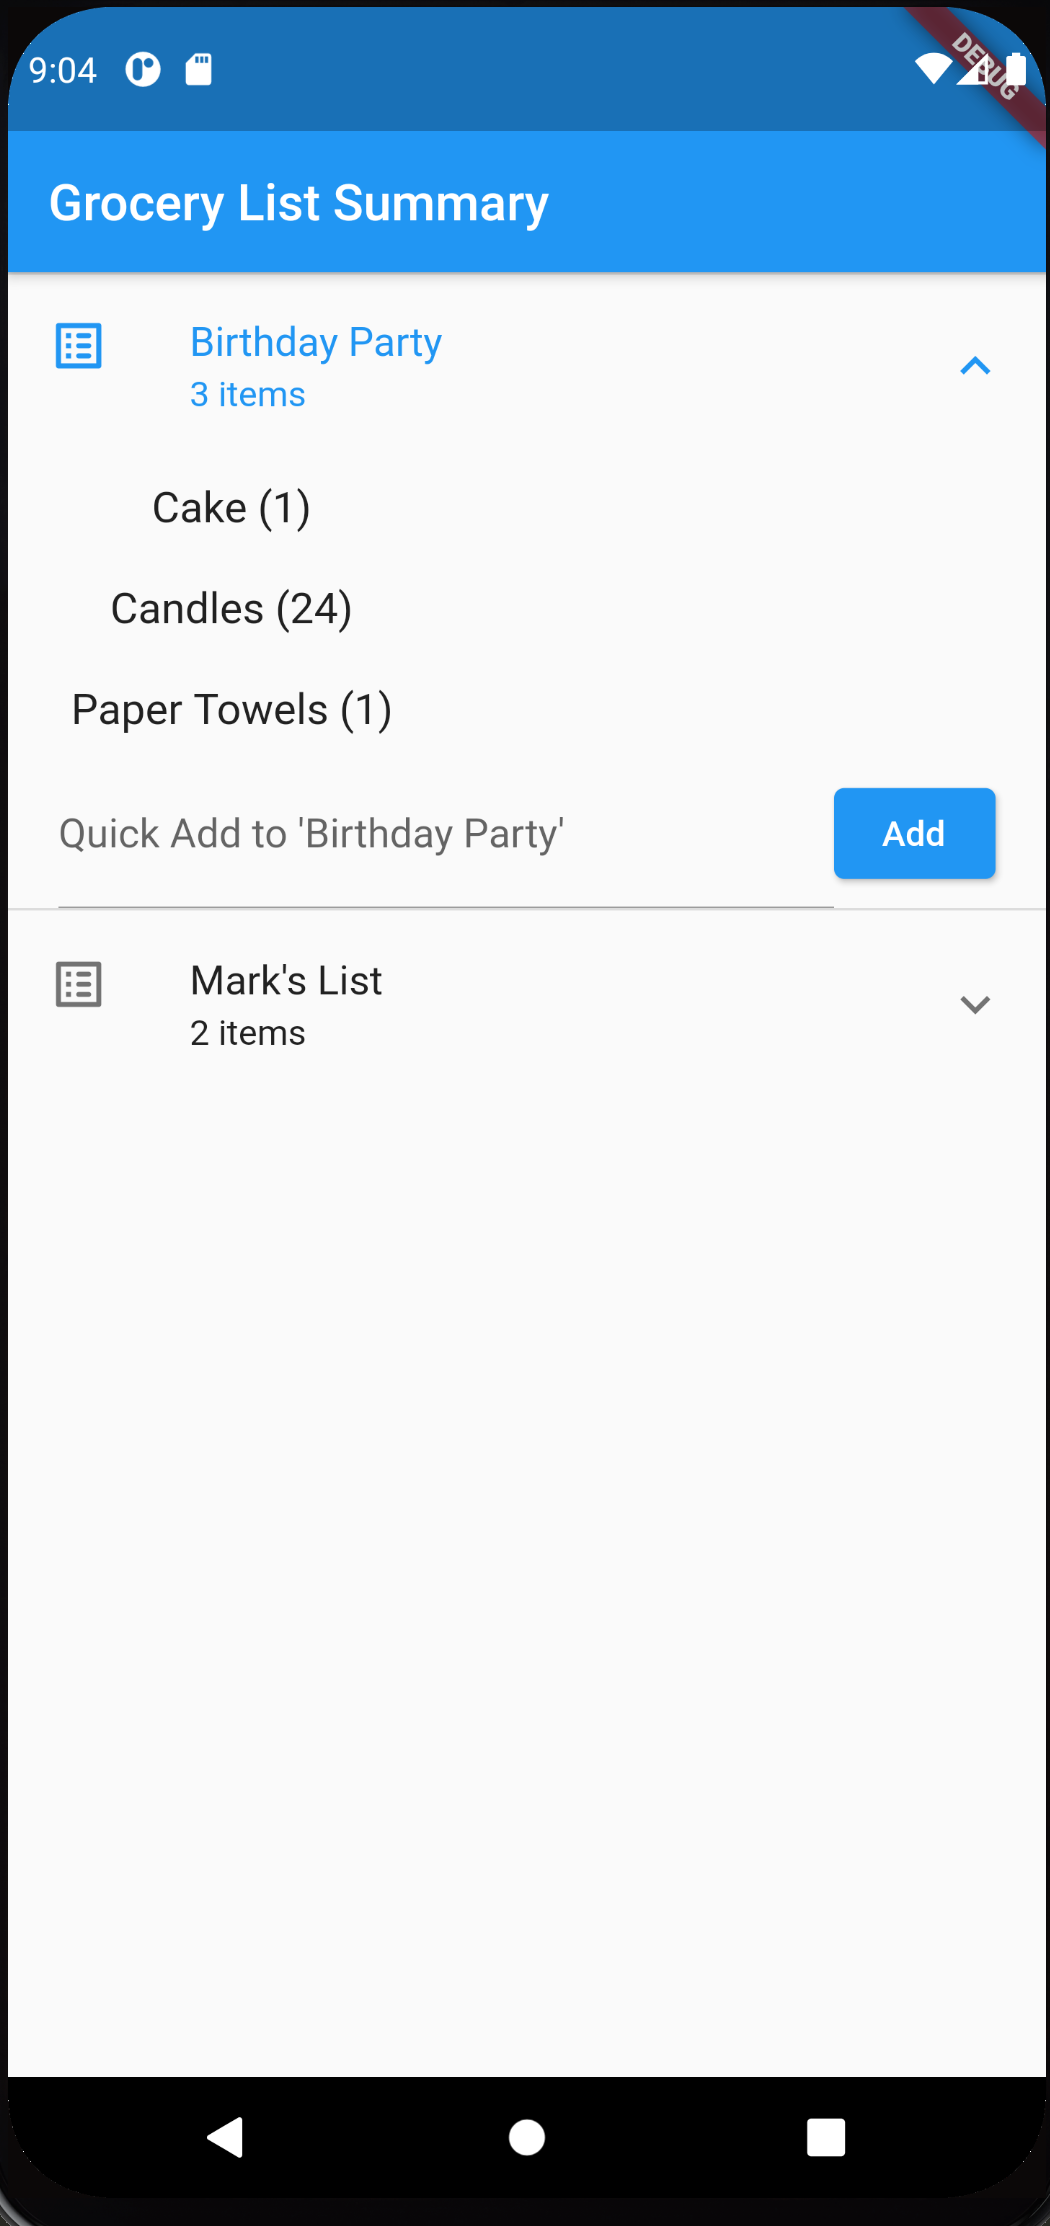 9:04
DEBUG
Grocery List Summary
Birthday Party
3 items
Cake (1)
Candles (24)
Paper Towels (1)
Quick Add to 'Birthday Party'
Add
Mark's List
2 items